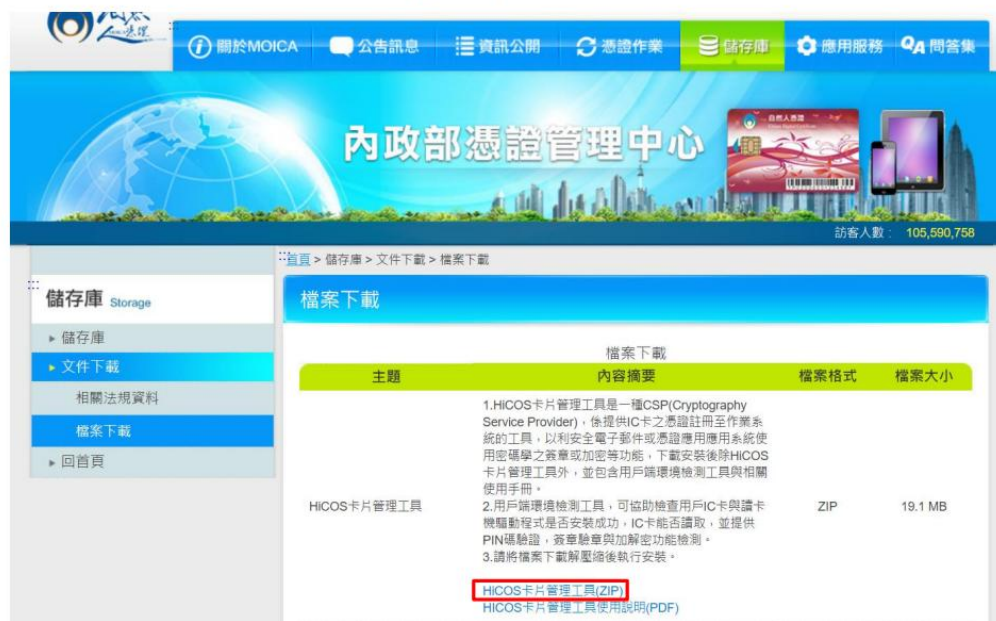 關於MOICA
公告訊息
資訊公開
憑證作業
儲存庫
應用服務
QA 問答集
內政部憑證管理中心
自然人憑證
訪客人數： 105,590,758
首頁 > 儲存庫 > 文件下載 > 檔案下載
儲存庫 Storage
儲存庫
文件下載
相關法規資料
檔案下載
回首頁
檔案下載
檔案下載
主題 內容摘要 檔案格式 檔案大小
1.HiCOS卡片管理工具是一種CSP(Cryptography
Service Provider)，係提供IC卡之憑證註冊至作業系
統的工具，以利安全電子郵件或憑證應用應用系統使
用密碼學之簽章或加密等功能，下載安裝後除HiCOS
卡片管理工具外，並包含用戶端環境檢測工具與相關
使用手冊。
HiCOS卡片管理工具
2.用戶端環境檢測工具，可協助檢查用戶IC卡與讀卡
機驅動程式是否安裝成功，IC卡能否讀取，並提供
PIN碼驗證，簽章驗章與加解密功能檢測。
3.請將檔案下載解壓縮後執行安裝。
ZIP
19.1 MB
HiCOS卡片管理工具(ZIP)
HiCOS卡片管理工具使用說明(PDF)